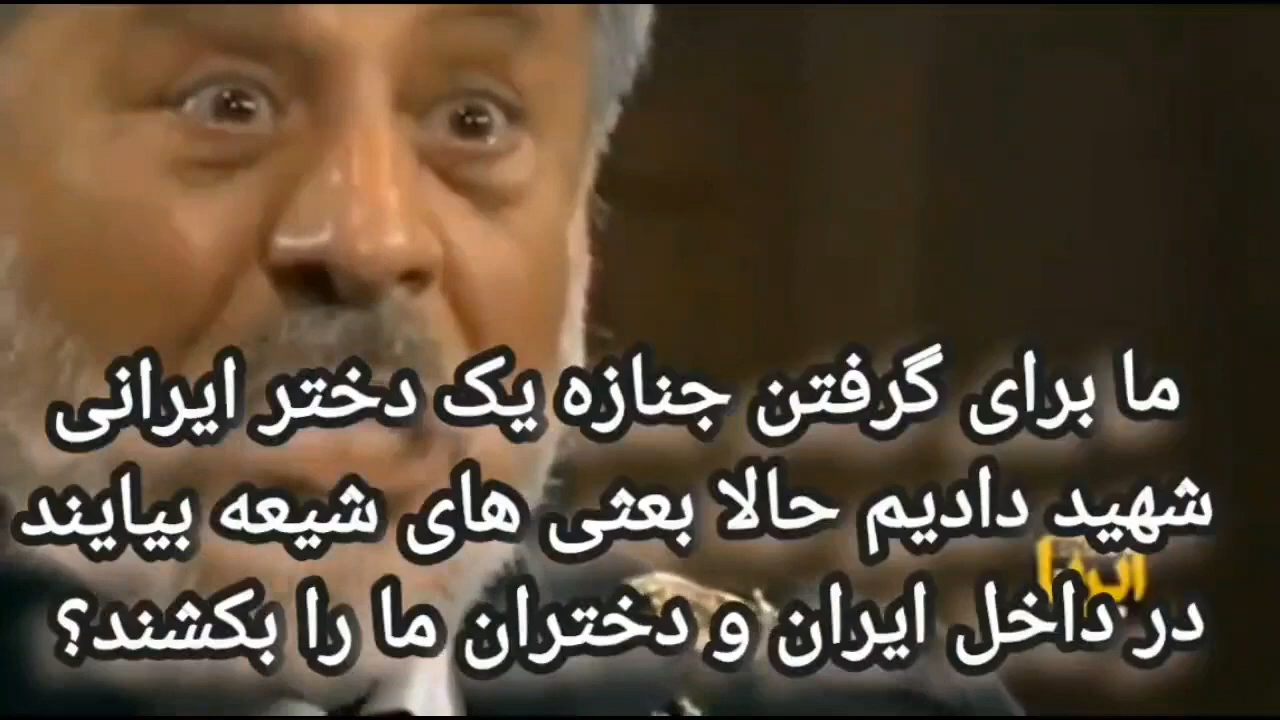 ما برای گرفتن جنازه یک دختر ایرانی
شهید دادیم حالا بعثی های شیعه بیایند
در داخل ایران و دختران ما را بکشند؟